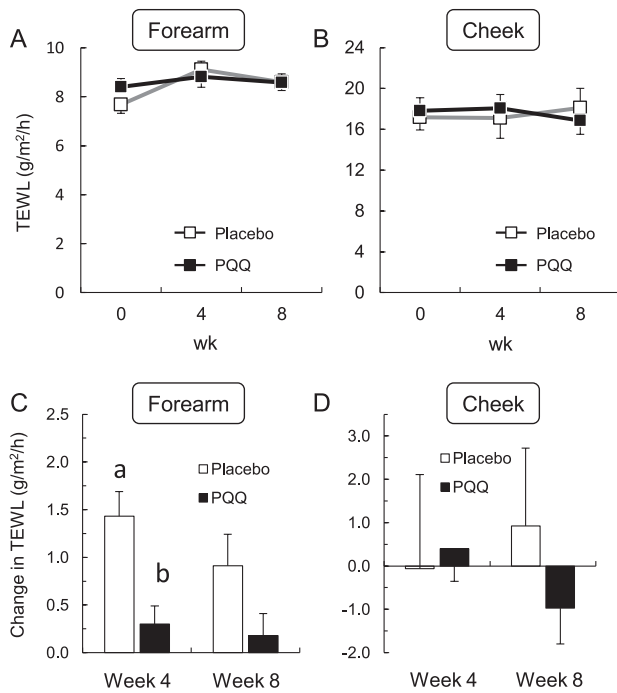 A
Forearm
10
8
6
4
2
0
TEWL (g/m²/h)
Placebo
PQQ
0 4 8
wk
B
Cheek
24
20
16
12
8
4
0
Placebo
PQQ
0 4 8
wk
C
Forearm
2.5
2.0
1.5
1.0
0.5
0.0
Change in TEWL (g/m²/h)
Placebo
PQQ
a
b
Week 4 Week 8
D
Cheek
3.0
2.0
1.0
0.0
-1.0
-2.0
Placebo
PQQ
Week 4 Week 8